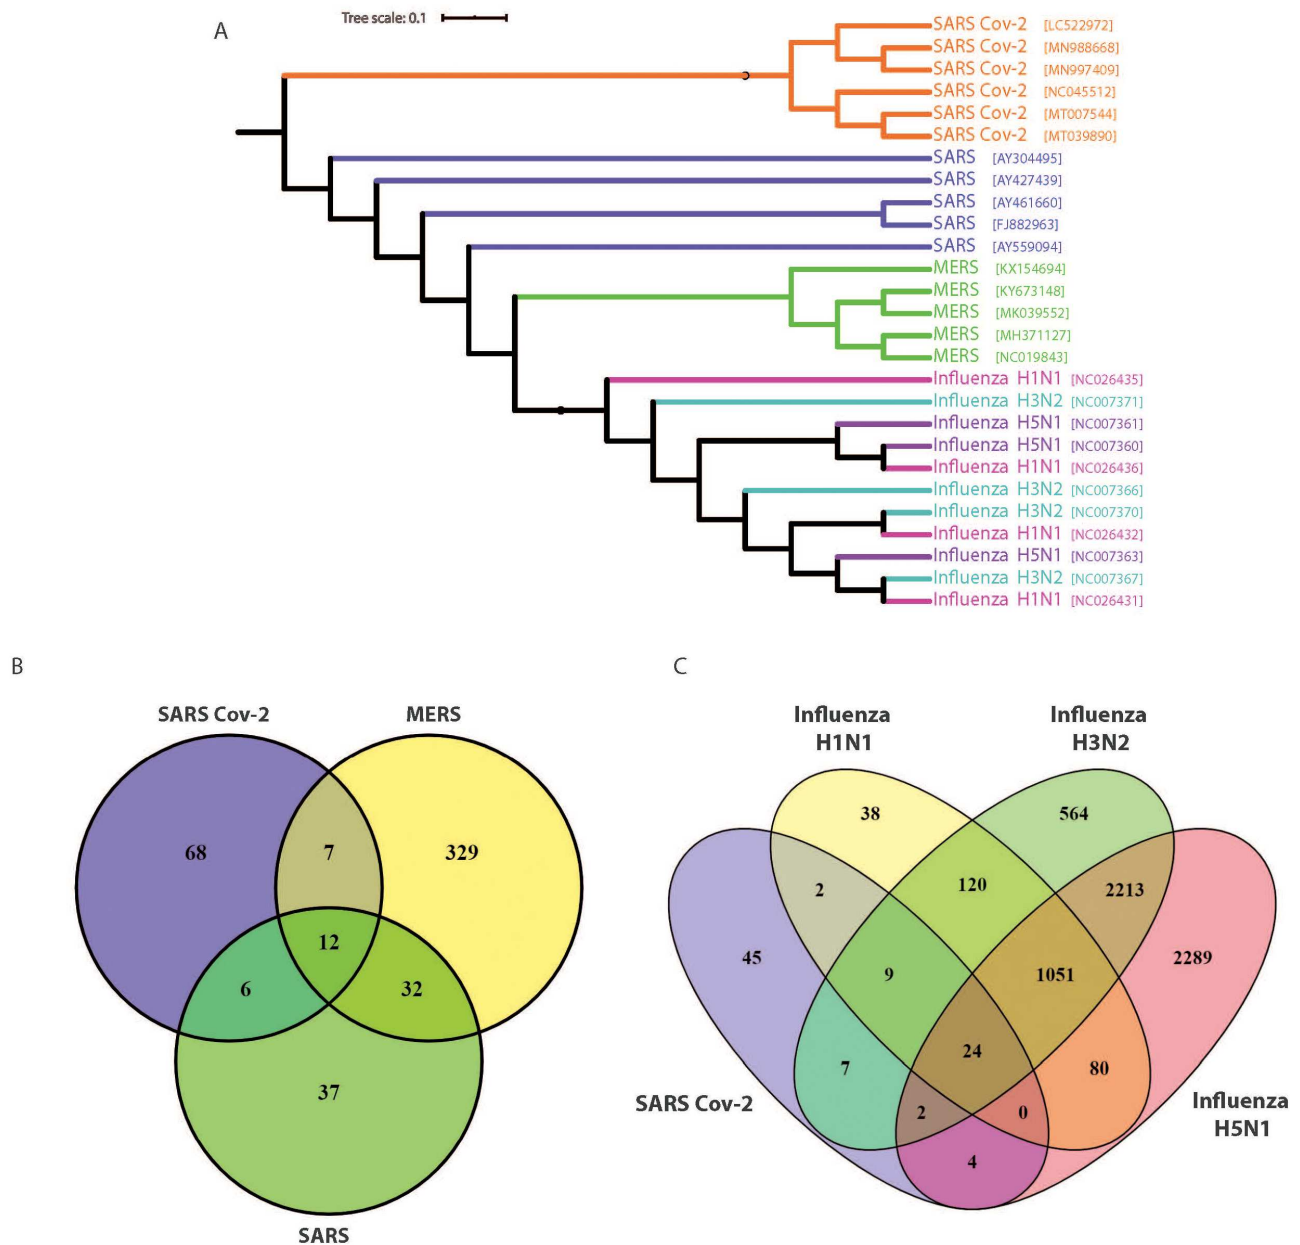 A
Tree scale: 0.1
SARS Cov-2 [LC522972]
SARS Cov-2 [MN988668]
SARS Cov-2 [MN997409]
SARS Cov-2 [NC045512]
SARS Cov-2 [MT007544]
SARS Cov-2 [MT039890]
SARS [AY304495]
SARS [AY427439]
SARS [AY461660]
SARS [FJ882963]
SARS [AY559094]
MERS [KX154694]
MERS [KY673148]
MERS [MK039552]
MERS [MH371127]
MERS [NC019843]
Influenza H1N1 [NC026435]
Influenza H3N2 [NC007371]
Influenza H5N1 [NC007361]
Influenza H5N1 [NC007360]
Influenza H1N1 [NC026436]
Influenza H3N2 [NC007366]
Influenza H3N2 [NC007370]
Influenza H1N1 [NC026432]
Influenza H5N1 [NC007363]
Influenza H3N2 [NC007367]
Influenza H1N1 [NC026431]
B
SARS Cov-2
MERS
68
7
329
12
6
32
37
SARS
C
Influenza
H1N1
Influenza
H3N2
38
564
2
120
2213
45
9
1051
2289
7
24
80
2
0
4
SARS Cov-2
Influenza
H5N1